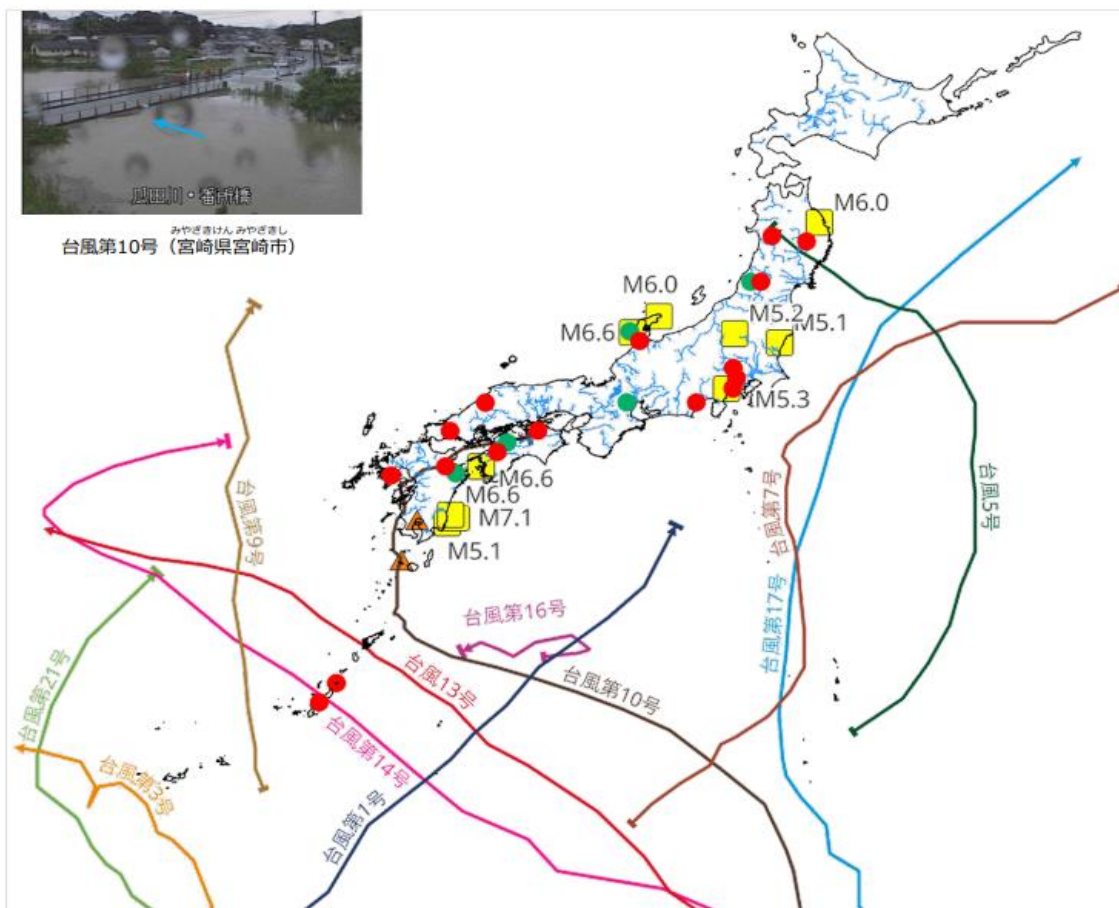 瓜田川・番所橋
みやざきけん みやざきし
台風第10号（宮崎県宮崎市）
M6.0
M6.0
M5.2
M5.1
M6.6
M5.3
M6.6
M6.6
M7.1
M5.1
台風第9号
台風第7号
台風5号
台風第17号
台風第16号
台風第10号
台風13号
台風第14号
台風第21号
台風第3号
台風第1号